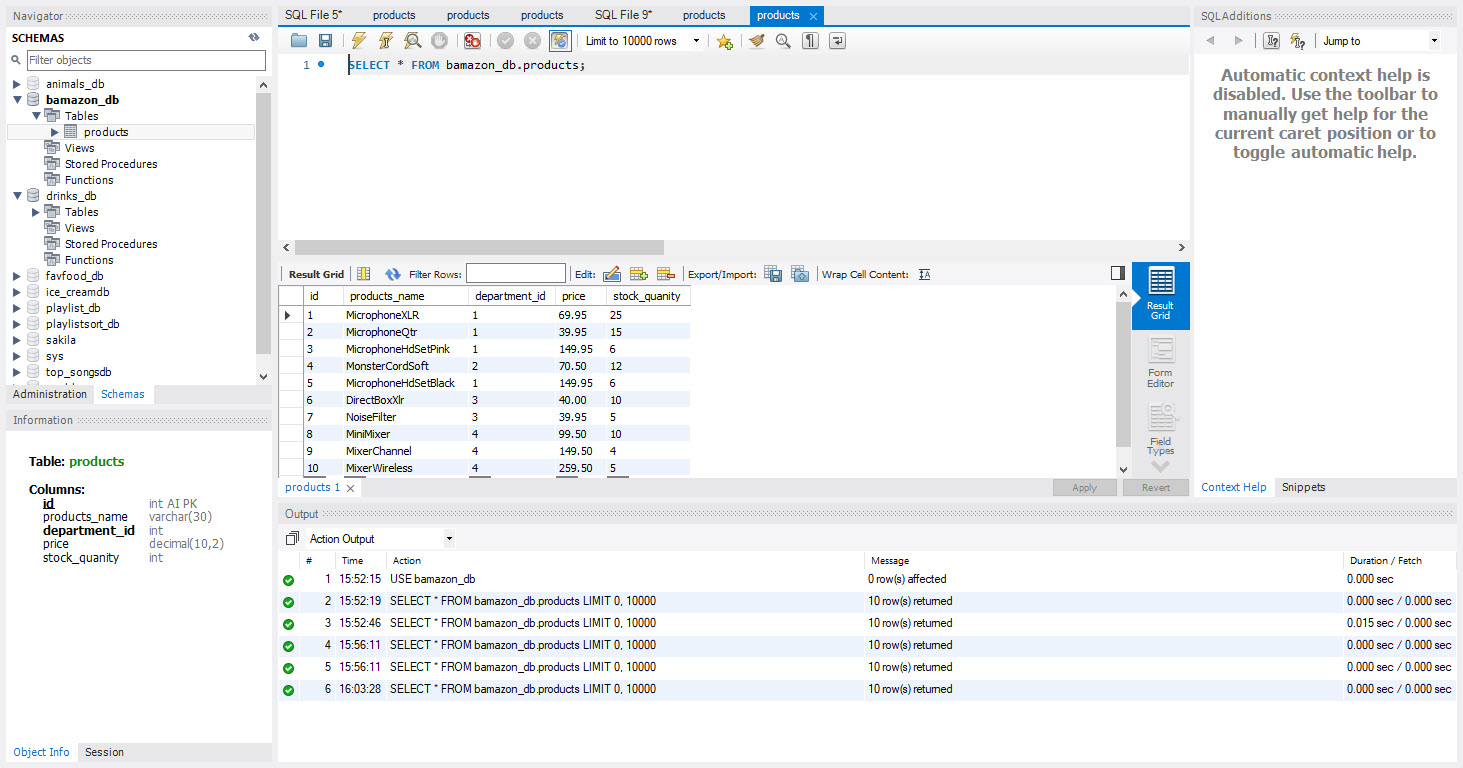 Navigator
SCHEMAS
Filter objects
animals_db
bamazon_db
Tables
products
Views
Stored Procedures
Functions
drinks_db
Tables
Views
Stored Procedures
Functions
favfood_db
ice_creamdb
playlist_db
playlistsort_db
sakila
sys
top_songsdb
Administration Schemas
Information
Table: products
Columns:
id int AI PK
products_name varchar(30)
department_id int
price decimal(10,2)
stock_quanity int
Object Info Session
SQL File 5* products products products SQL File 9* products products
Limit to 10000 rows
1 SELECT * FROM bamazon_db.products;
Result Grid Filter Rows: Edit: Export/Import: Wrap Cell Content: IA
id products_name department_id price stock_quanity
1 MicrophoneXLR 1 69.95 25
2 MicrophoneQtr 1 39.95 15
3 MicrophoneHdSetPink 1 149.95 6
4 MonsterCordSoft 2 70.50 12
5 MicrophoneHdSetBlack 1 149.95 6
6 DirectBoxXlr 3 40.00 10
7 NoiseFilter 3 39.95 5
8 MiniMixer 4 99.50 10
9 MixerChannel 4 149.50 4
10 MixerWireless 4 259.50 5
Result
Grid
Form
Editor
Field
Types
products 1 Apply Revert
SQLAdditions
Jump to
Automatic context help is
disabled. Use the toolbar to
manually get help for the
current caret position or to
toggle automatic help.
Context Help Snippets
Output
Action Output
# Time Action Message Duration / Fetch
1 15:52:15 USE bamazon_db 0 row(s) affected 0.000 sec
2 15:52:19 SELECT * FROM bamazon_db.products LIMIT 0, 10000 10 row(s) returned 0.000 sec / 0.000 sec
3 15:52:46 SELECT * FROM bamazon_db.products LIMIT 0, 10000 10 row(s) returned 0.015 sec / 0.000 sec
4 15:56:11 SELECT * FROM bamazon_db.products LIMIT 0, 10000 10 row(s) returned 0.000 sec / 0.000 sec
5 15:56:11 SELECT * FROM bamazon_db.products LIMIT 0, 10000 10 row(s) returned 0.000 sec / 0.000 sec
6 16:03:28 SELECT * FROM bamazon_db.products LIMIT 0, 10000 10 row(s) returned 0.000 sec / 0.000 sec